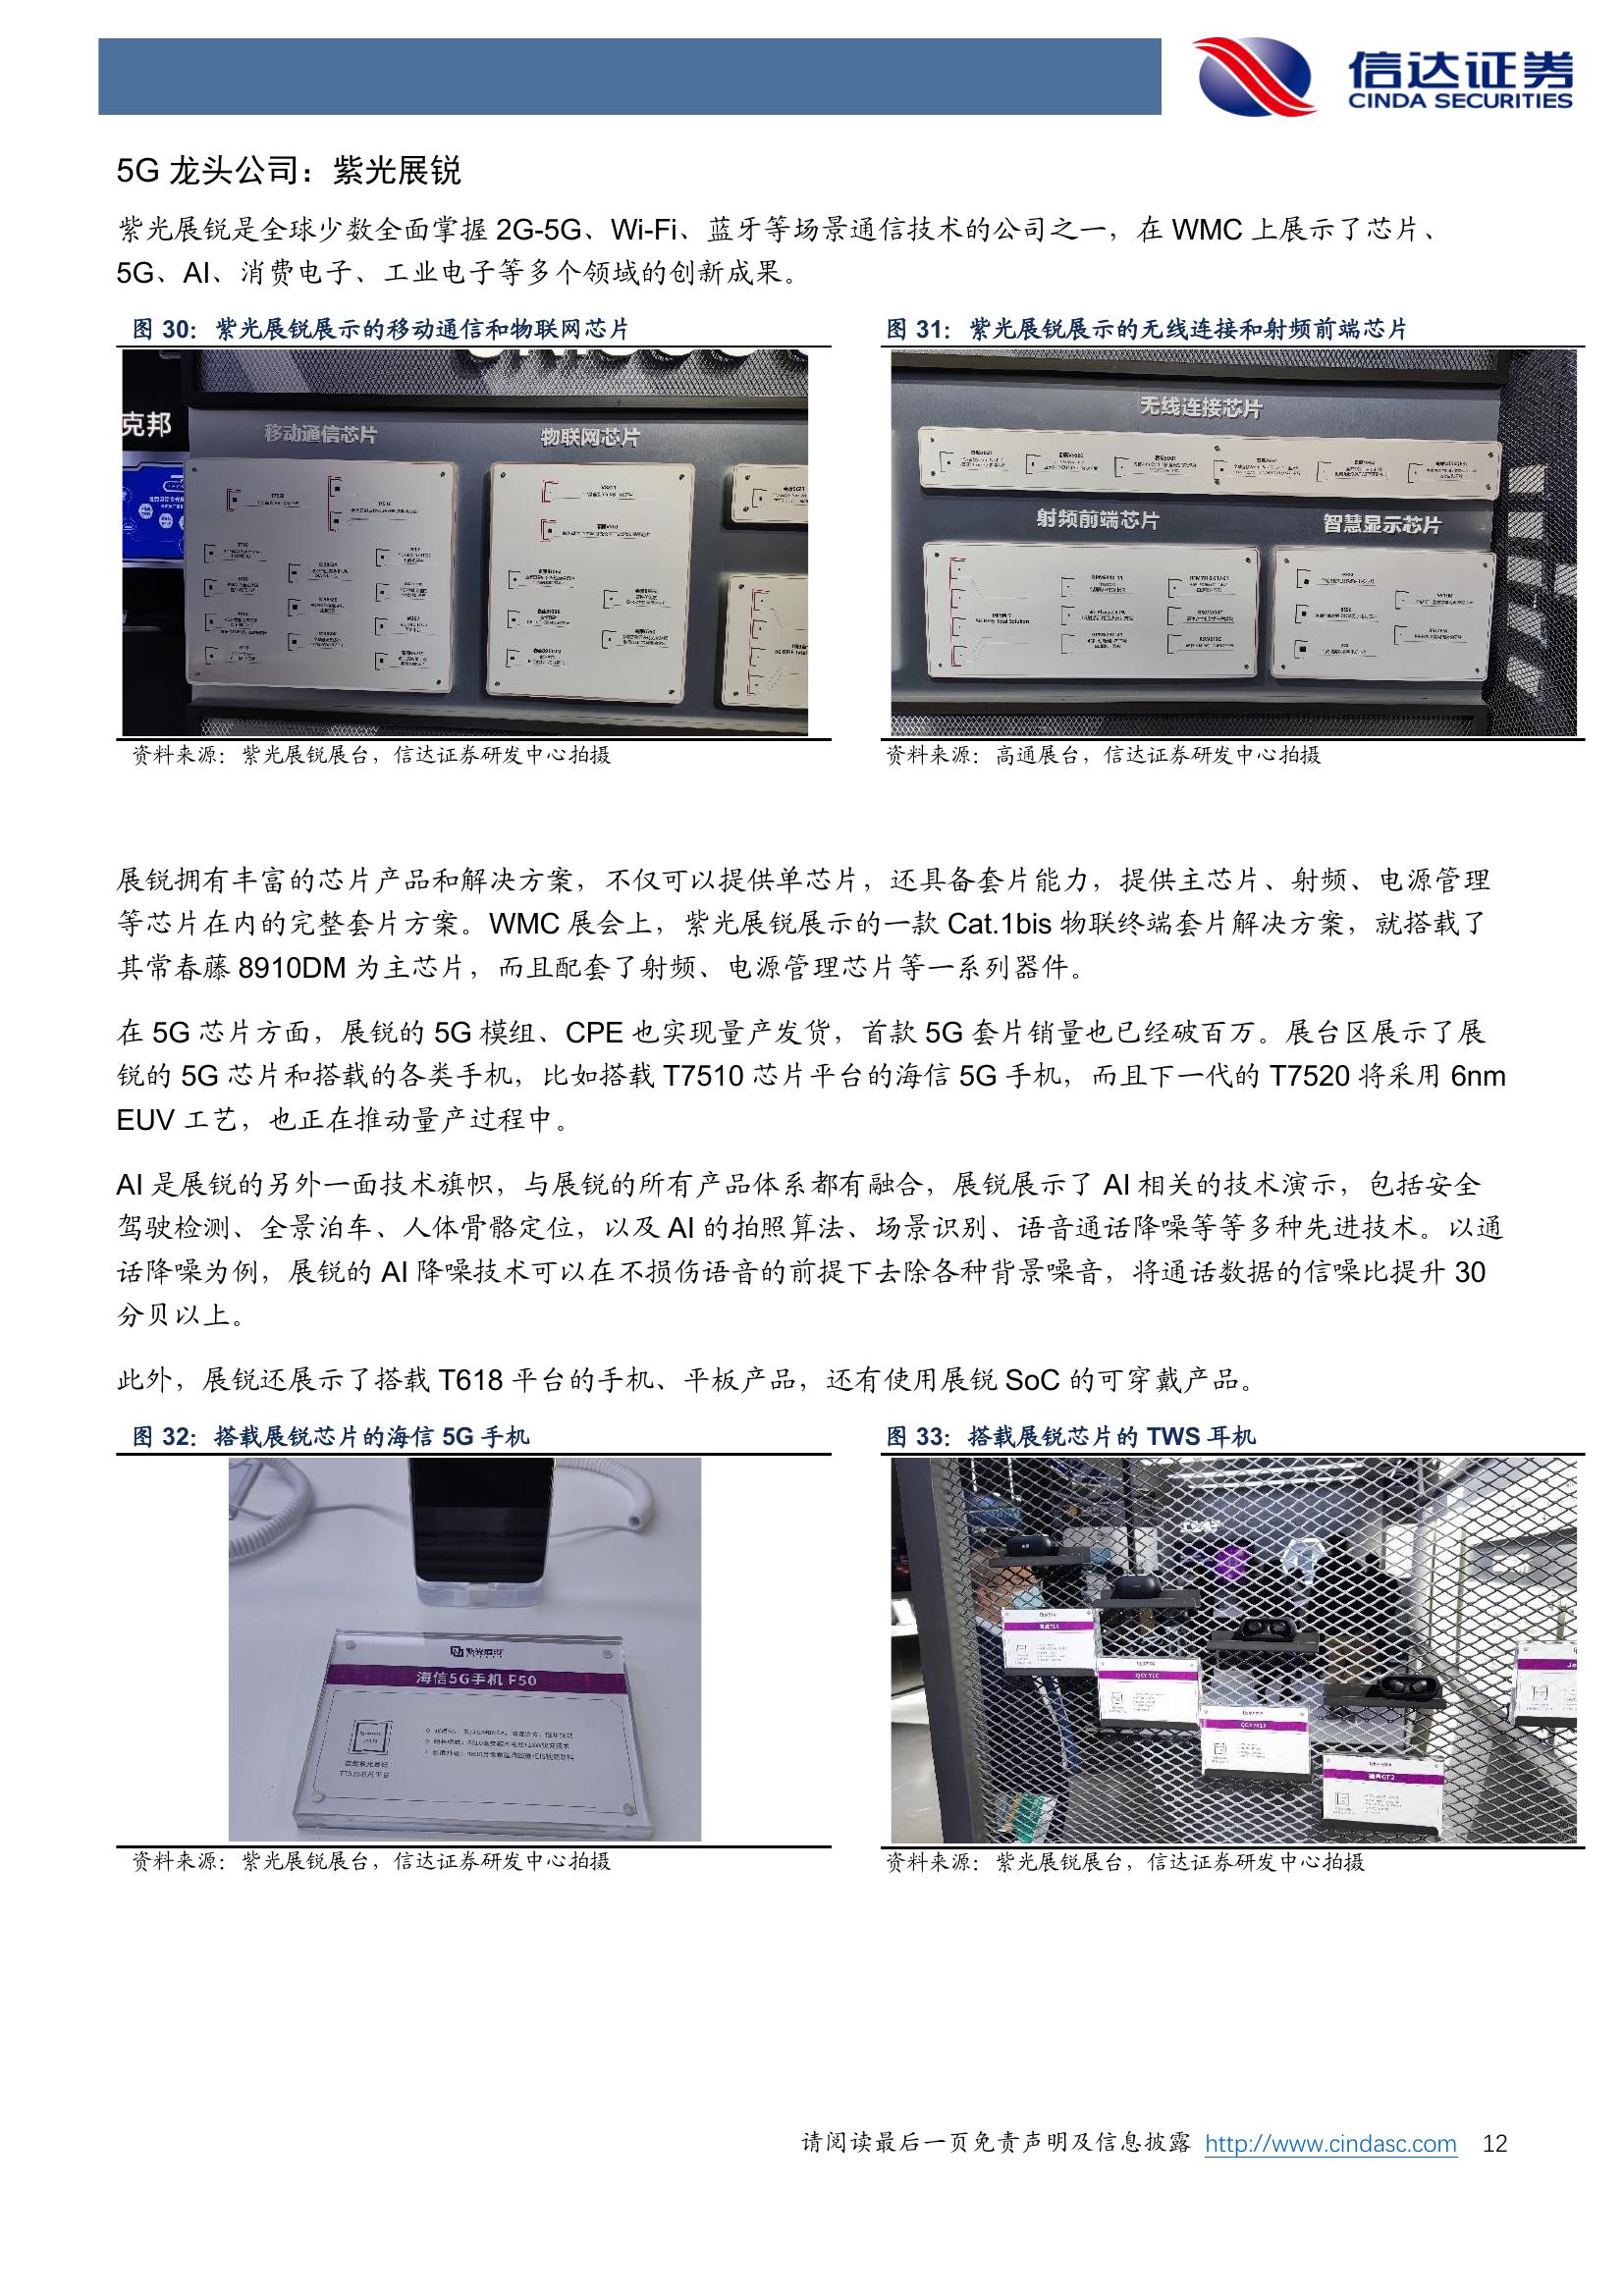 信达证券
CINDA SECURITIES
5G 龙头公司：紫光展锐
紫光展锐是全球少数全面掌握 2G-5G、Wi-Fi、蓝牙等场景通信技术的公司之一，在 WMC 上展示了芯片、
5G、AI、消费电子、工业电子等多个领域的创新成果。
图 30：紫光展锐展示的移动通信和物联网芯片
图 31：紫光展锐展示的无线连接和射频前端芯片
克邦
移动通信芯片
物联网芯片
无线连接芯片
射频前端芯片
智慧显示芯片
资料来源：紫光展锐展台，信达证券研发中心拍摄
资料来源：高通展台，信达证券研发中心拍摄
展锐拥有丰富的芯片产品和解决方案，不仅可以提供单芯片，还具备套片能力，提供主芯片、射频、电源管理
等芯片在内的完整套片方案。WMC 展会上，紫光展锐展示的一款 Cat.1bis 物联终端套片解决方案，就搭载了
其常春藤 8910DM 为主芯片，而且配套了射频、电源管理芯片等一系列器件。
在 5G 芯片方面，展锐的 5G 模组、CPE 也实现量产发货，首款 5G 套片销量也已经破百万。展台区展示了展
锐的 5G 芯片和搭载的各类手机，比如搭载 T7510 芯片平台的海信 5G 手机，而且下一代的 T7520 将采用 6nm
EUV 工艺，也正在推动量产过程中。
AI 是展锐的另外一面技术旗帜，与展锐的所有产品体系都有融合，展锐展示了 AI 相关的技术演示，包括安全
驾驶检测、全景泊车、人体骨骼定位，以及 AI 的拍照算法、场景识别、语音通话降噪等等多种先进技术。以通
话降噪为例，展锐的 AI 降噪技术可以在不损伤语音的前提下去除各种背景噪音，将通话数据的信噪比提升 30
分贝以上。
此外，展锐还展示了搭载 T618 平台的手机、平板产品，还有使用展锐 SoC 的可穿戴产品。
图 32：搭载展锐芯片的海信 5G 手机
图 33：搭载展锐芯片的 TWS 耳机
紫光展锐
海信5G手机 F50
资料来源：紫光展锐展台，信达证券研发中心拍摄
资料来源：紫光展锐展台，信达证券研发中心拍摄
请阅读最后一页免责声明及信息披露 http://www.cindasc.com 12